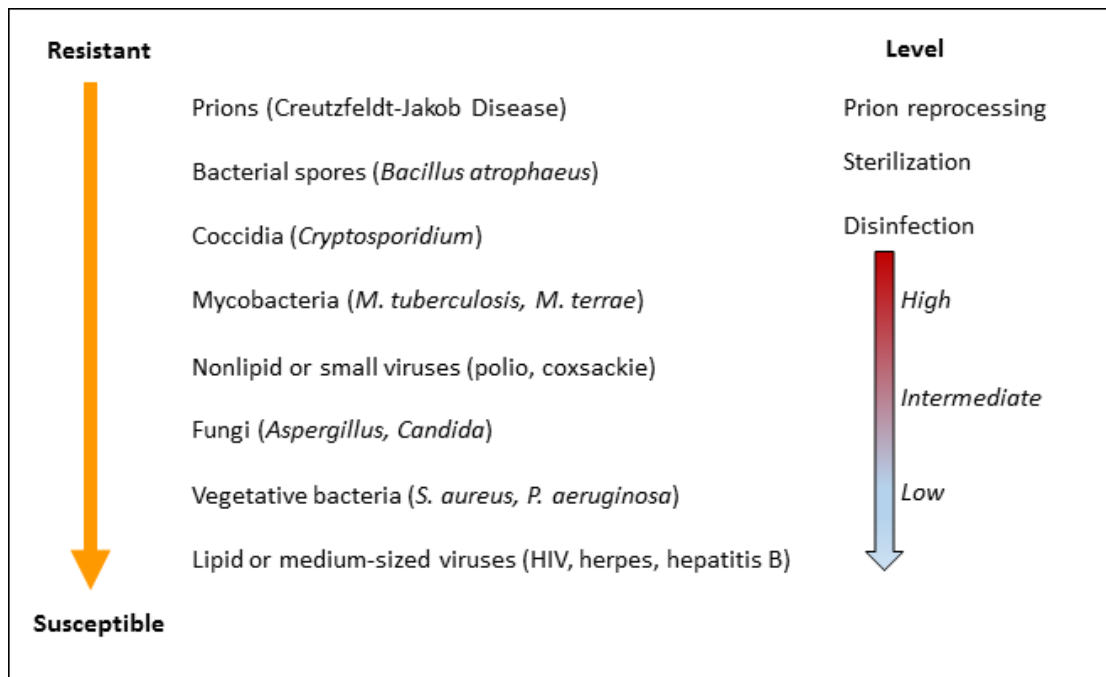 Resistant
Level
Prions (Creutzfeldt-Jakob Disease)
Prion reprocessing
Bacterial spores (Bacillus atrophaeus)
Sterilization
Coccidia (Cryptosporidium)
Disinfection
Mycobacteria (M. tuberculosis, M. terrae)
High
Nonlipid or small viruses (polio, coxsackie)
Intermediate
Fungi (Aspergillus, Candida)
Vegetative bacteria (S. aureus, P. aeruginosa)
Low
Lipid or medium-sized viruses (HIV, herpes, hepatitis B)
Susceptible